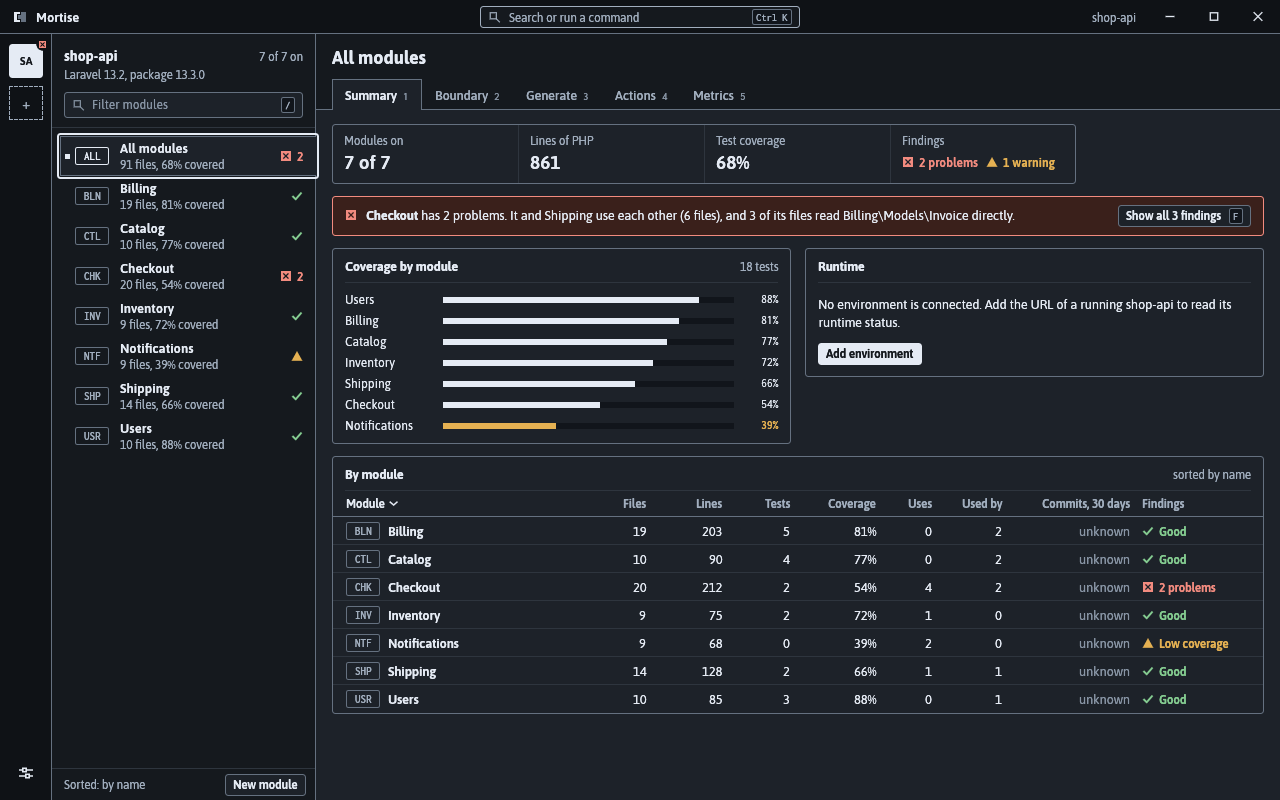 Mortise
Search or run a command
Ctrl K
shop-api
SA
+
shop-api
7 of 7 on
Laravel 13.2, package 13.3.0
Filter modules
/
ALL
All modules
91 files, 68% covered
2
BLN
Billing
19 files, 81% covered
CTL
Catalog
10 files, 77% covered
CHK
Checkout
20 files, 54% covered
2
INV
Inventory
9 files, 72% covered
NTF
Notifications
9 files, 39% covered
SHP
Shipping
14 files, 66% covered
USR
Users
10 files, 88% covered
Sorted: by name
New module
All modules
Summary 1
Boundary 2
Generate 3
Actions 4
Metrics 5
Modules on
7 of 7
Lines of PHP
861
Test coverage
68%
Findings
2 problems
1 warning
Checkout has 2 problems. It and Shipping use each other (6 files), and 3 of its files read Billing\Models\Invoice directly.
Show all 3 findings F
Coverage by module
18 tests
Users 88%
Billing 81%
Catalog 77%
Inventory 72%
Shipping 66%
Checkout 54%
Notifications 39%
Runtime
No environment is connected. Add the URL of a running shop-api to read its
runtime status.
Add environment
By module
sorted by name
Module Files Lines Tests Coverage Uses Used by Commits, 30 days Findings
BLN Billing 19 203 5 81% 0 2 unknown Good
CTL Catalog 10 90 4 77% 0 2 unknown Good
CHK Checkout 20 212 2 54% 4 2 unknown 2 problems
INV Inventory 9 75 2 72% 1 0 unknown Good
NTF Notifications 9 68 0 39% 2 0 unknown Low coverage
SHP Shipping 14 128 2 66% 1 1 unknown Good
USR Users 10 85 3 88% 0 1 unknown Good